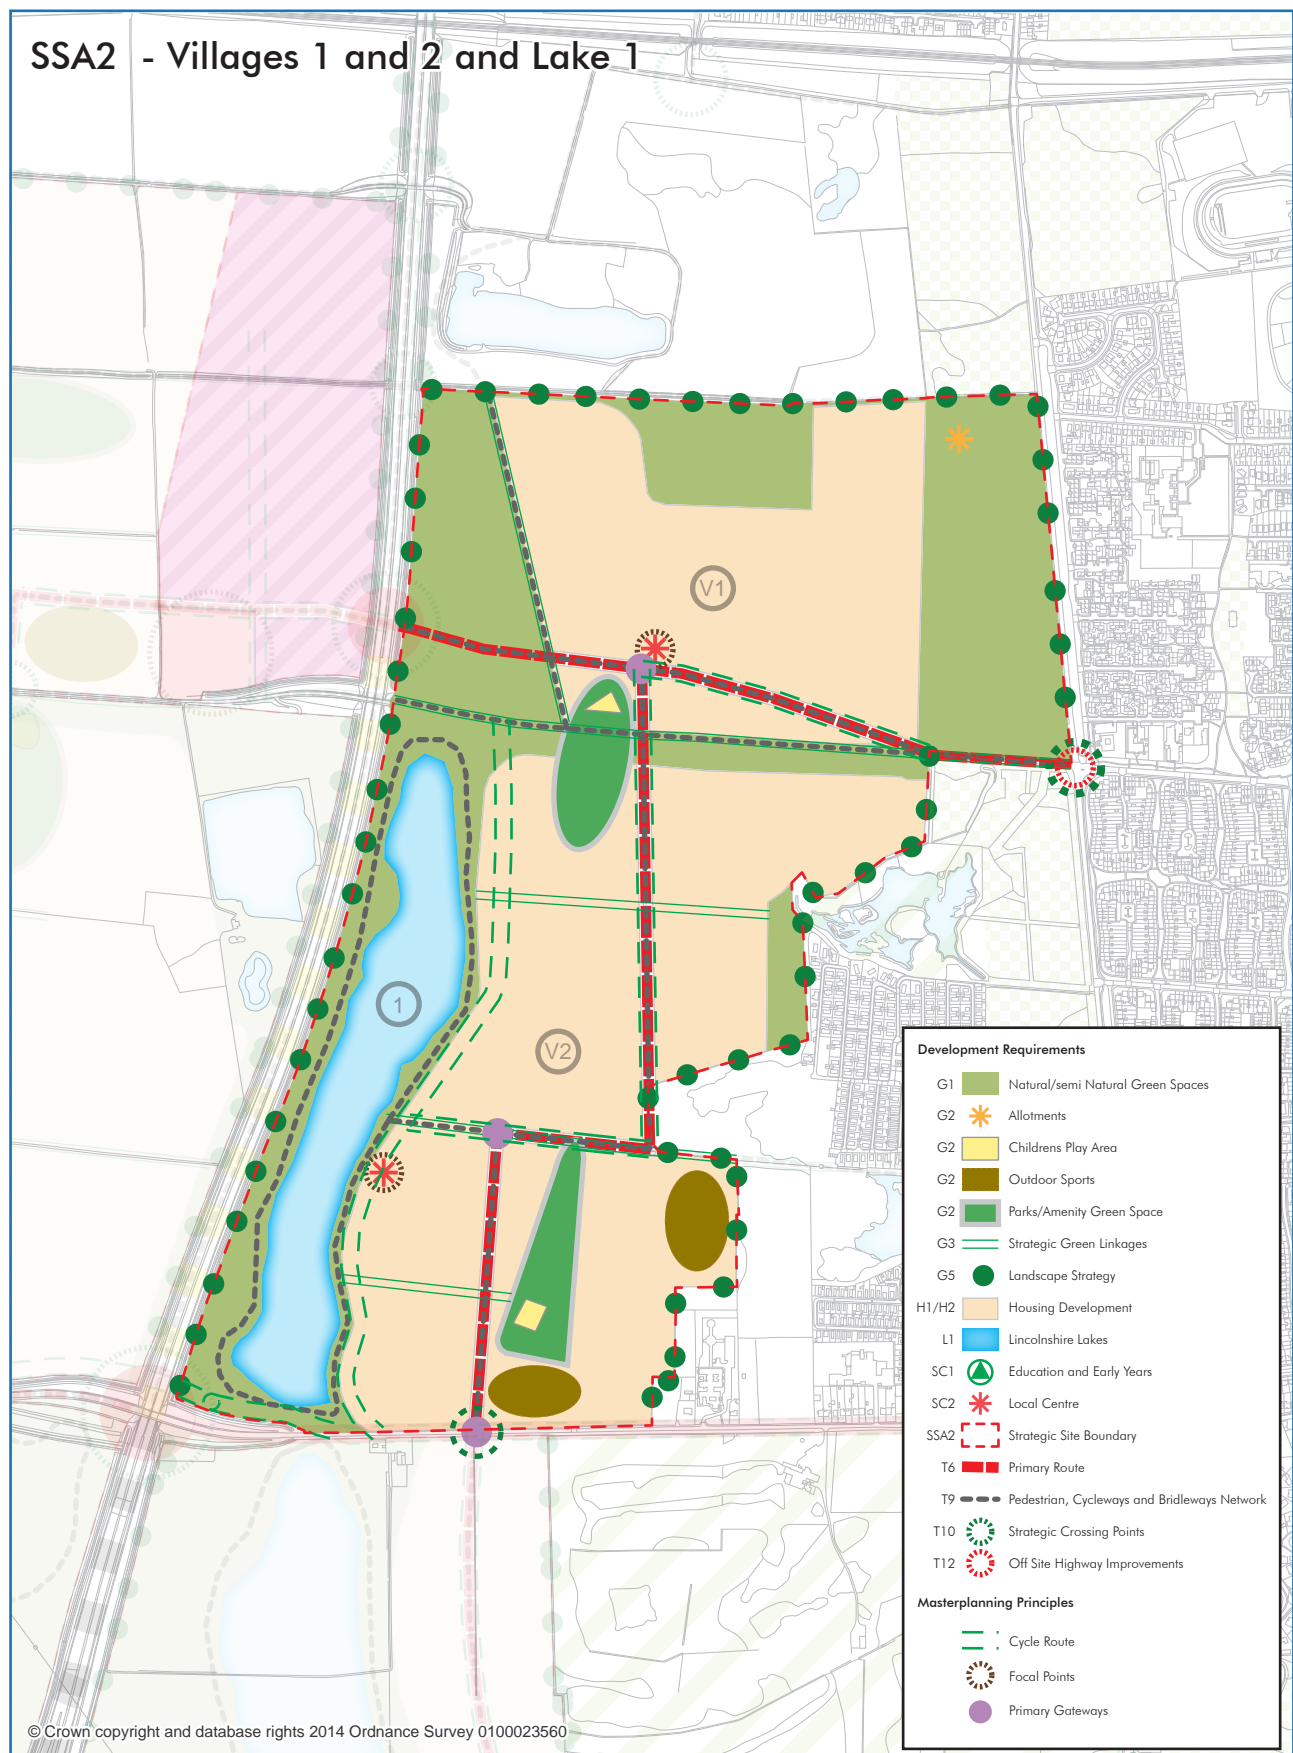 SSA2 - Villages 1 and 2 and Lake 1
V1
1
V2
Development Requirements
G1 Natural/semi Natural Green Spaces
G2 Allotments
G2 Childrens Play Area
G2 Outdoor Sports
G2 Parks/Amenity Green Space
G3 Strategic Green Linkages
G5 Landscape Strategy
H1/H2 Housing Development
L1 Lincolnshire Lakes
SC1 Education and Early Years
SC2 Local Centre
SSA2 Strategic Site Boundary
T6 Primary Route
T9 Pedestrian, Cycleways and Bridleways Network
T10 Strategic Crossing Points
T12 Off Site Highway Improvements
Masterplanning Principles
Cycle Route
Focal Points
Primary Gateways
© Crown copyright and database rights 2014 Ordnance Survey 0100023560